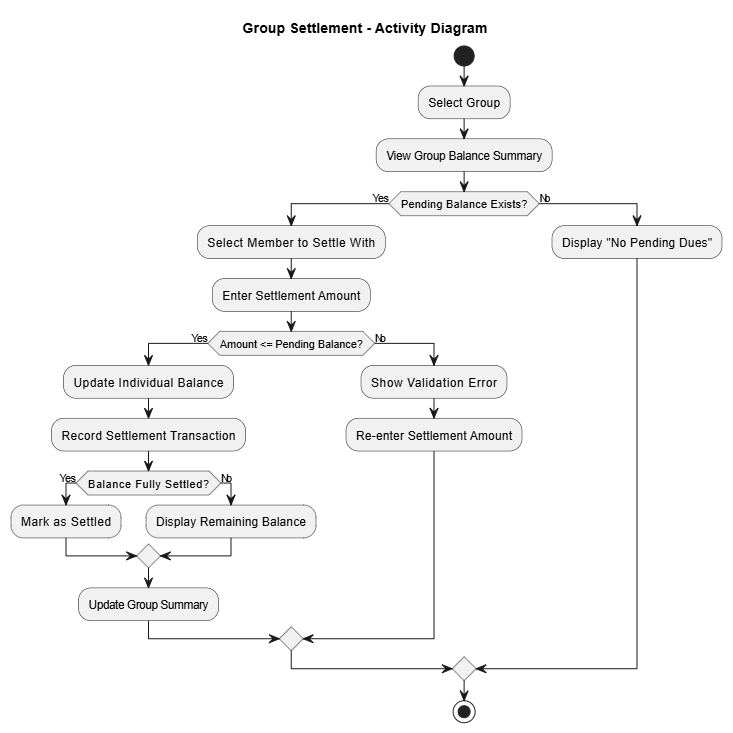 Group Settlement - Activity Diagram
Select Group
View Group Balance Summary
Yes
Pending Balance Exists?
No
Select Member to Settle With
Display "No Pending Dues"
Enter Settlement Amount
Yes
Amount <= Pending Balance?
No
Update Individual Balance
Show Validation Error
Record Settlement Transaction
Re-enter Settlement Amount
Yes
Balance Fully Settled?
No
Mark as Settled
Display Remaining Balance
Update Group Summary